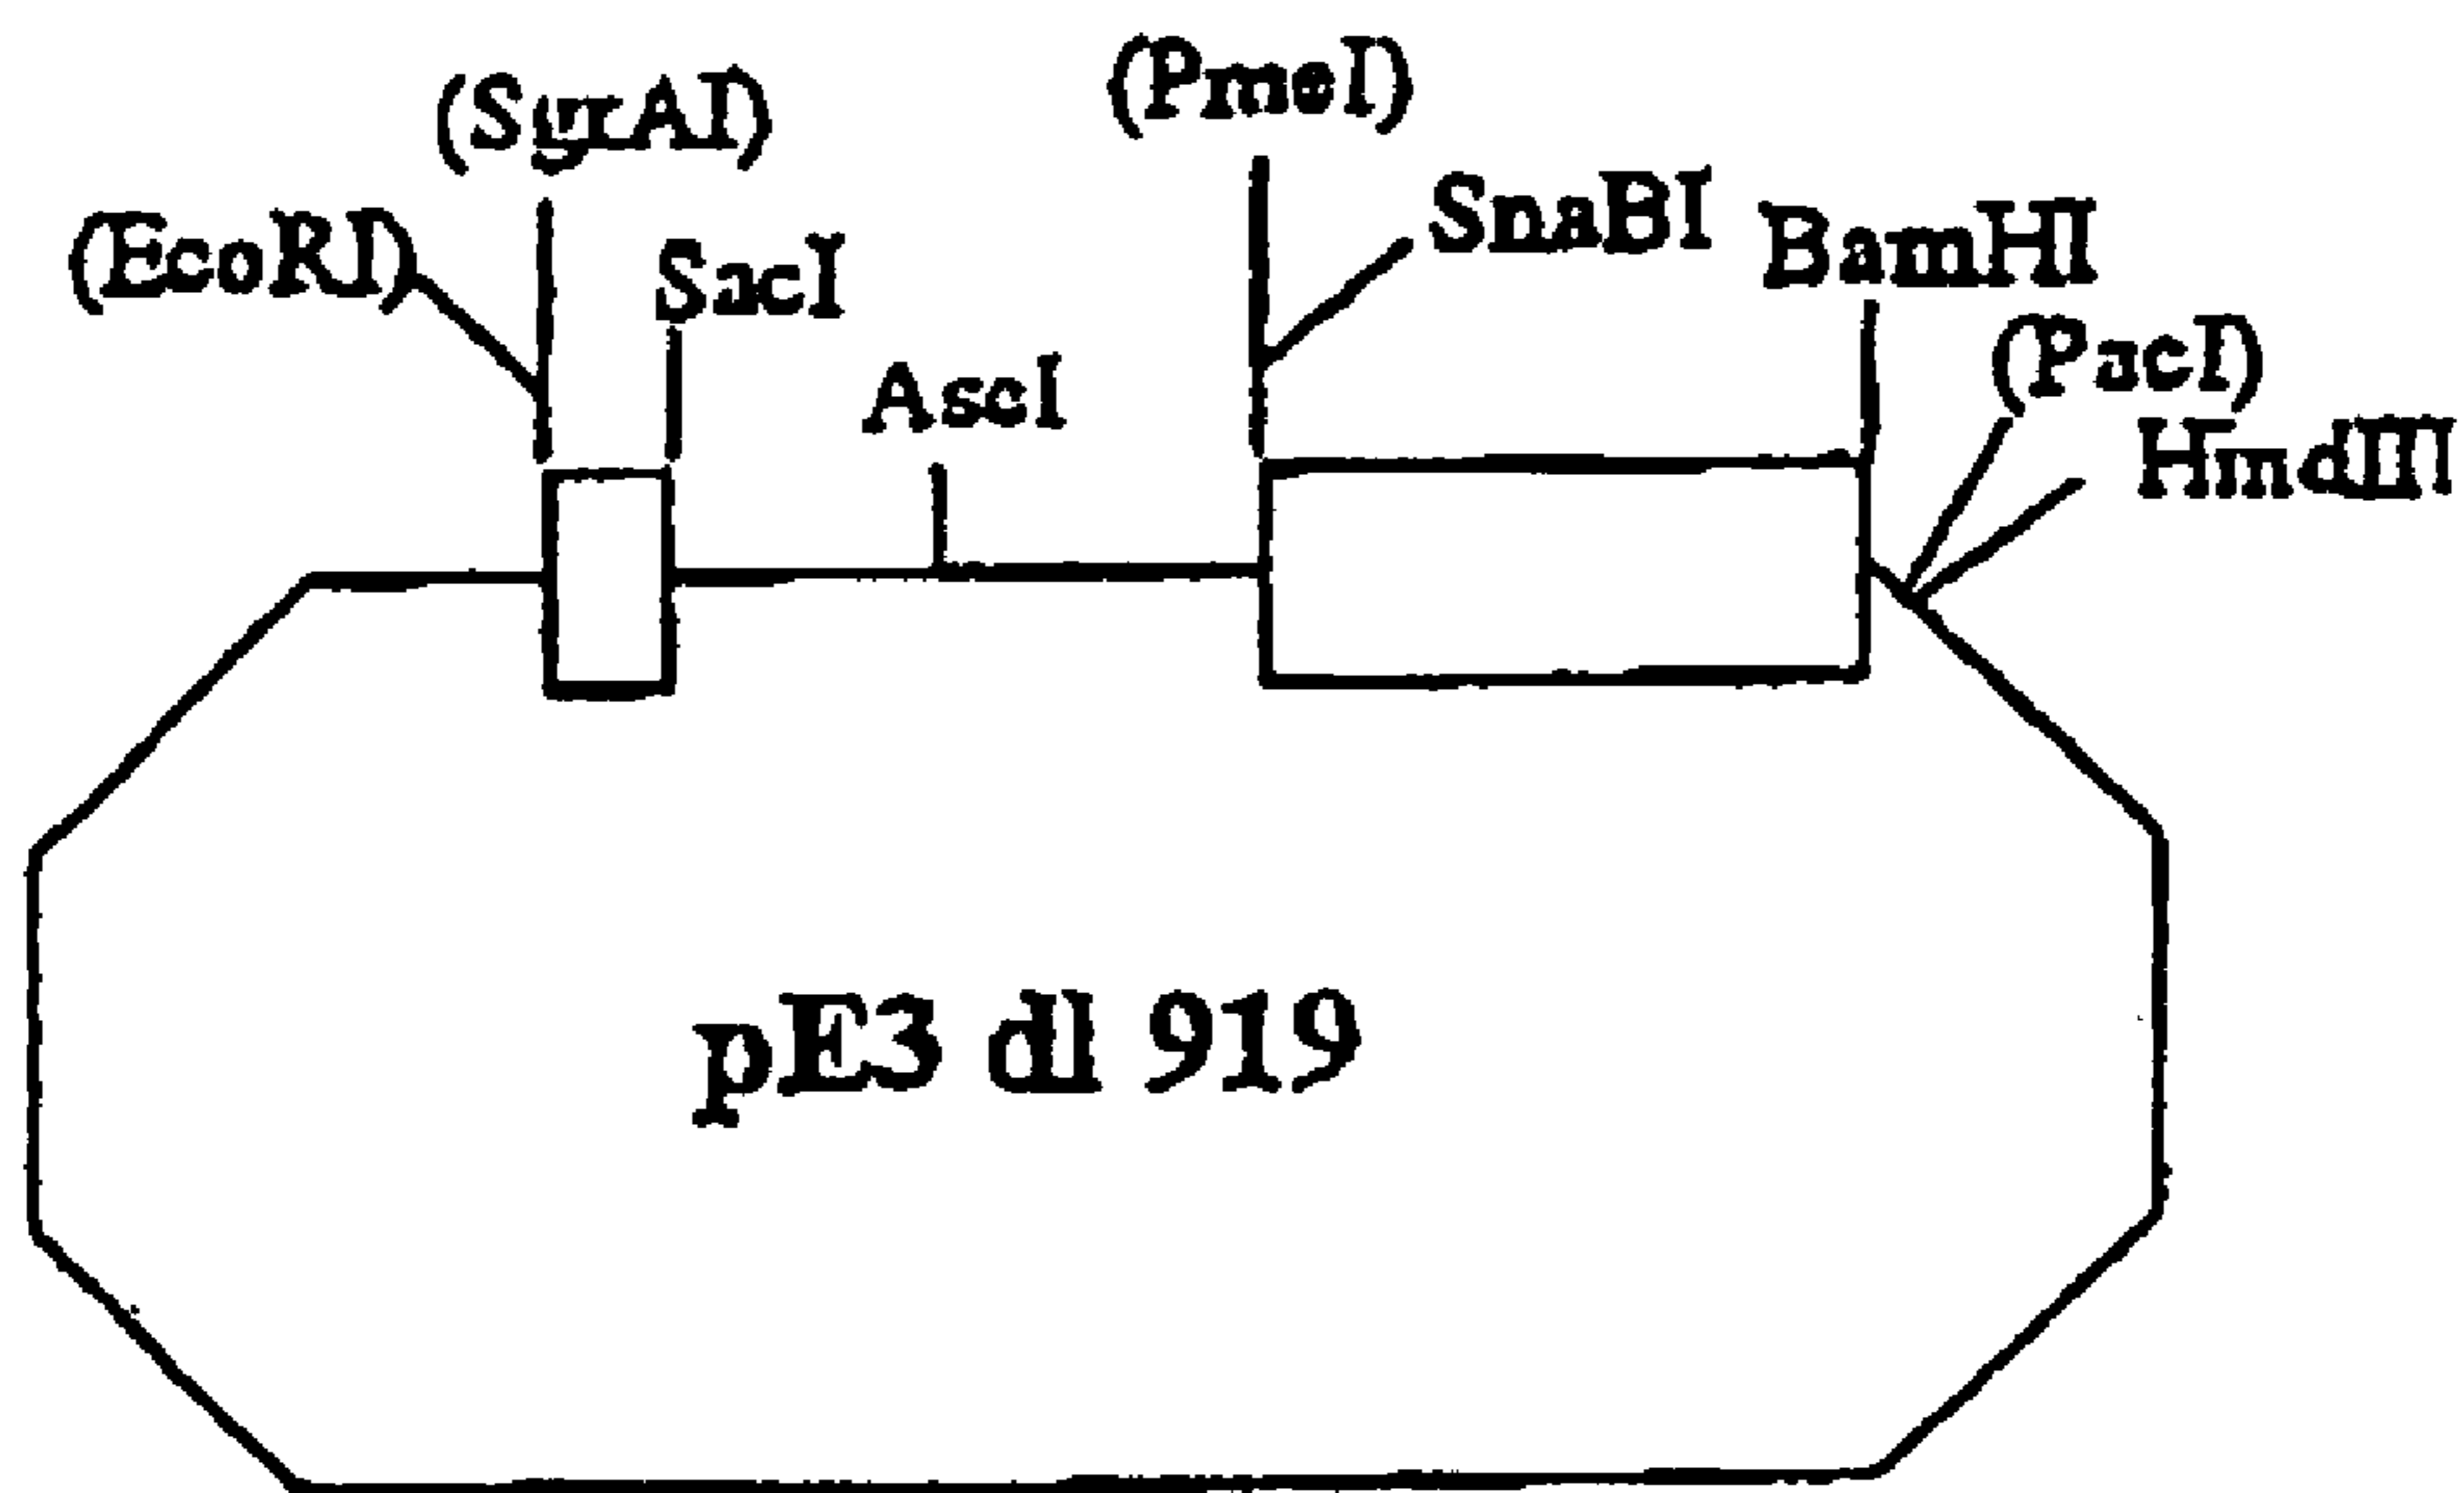 (SgrAI)
(PmeI)
(EcoRI)
SacI
SnaBI
BamHI
AscI
(PacI)
HindIII
pE3 dl 919